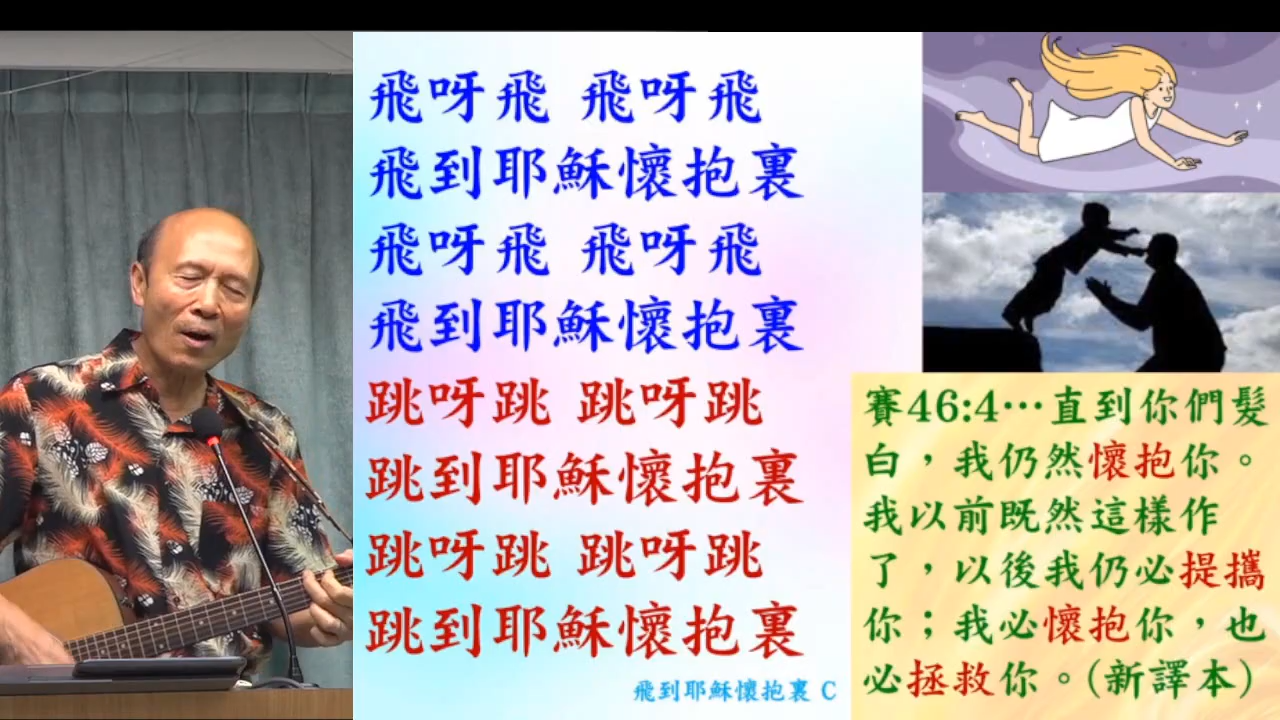 飛呀飛 飛呀飛
飛到耶穌懷抱裏
飛呀飛 飛呀飛
飛到耶穌懷抱裏
跳呀跳 跳呀跳
跳到耶穌懷抱裏
跳呀跳 跳呀跳
跳到耶穌懷抱裏
飛到耶穌懷抱裏 C
賽46:4…直到你們髮
白，我仍然懷抱你。
我以前既然這樣作
了，以後我仍必提攜
你；我必懷抱你，也
必拯救你。(新譯本)